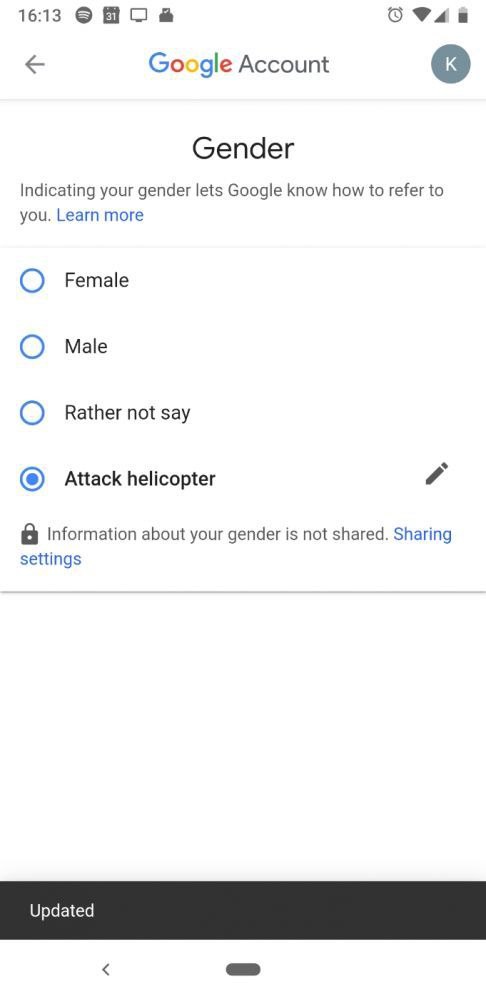 16:13
31
Google Account
K
Gender
Indicating your gender lets Google know how to refer to
you. Learn more
Female
Male
Rather not say
Attack helicopter
Information about your gender is not shared. Sharing
settings
Updated